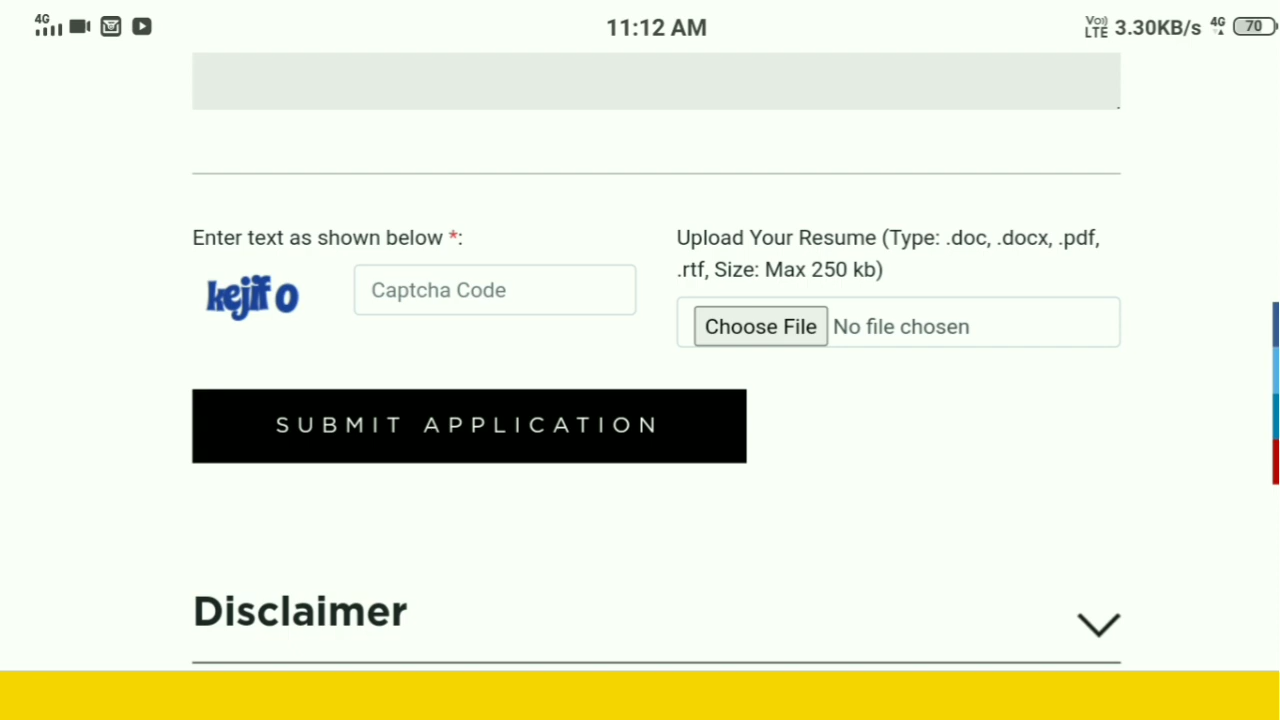 4G
11:12 AM
Vo))
LTE
3.30KB/s
4G
70
Enter text as shown below *:
Captcha Code
Upload Your Resume (Type: .doc, .docx, .pdf,
.rtf, Size: Max 250 kb)
Choose File No file chosen
SUBMIT APPLICATION
Disclaimer